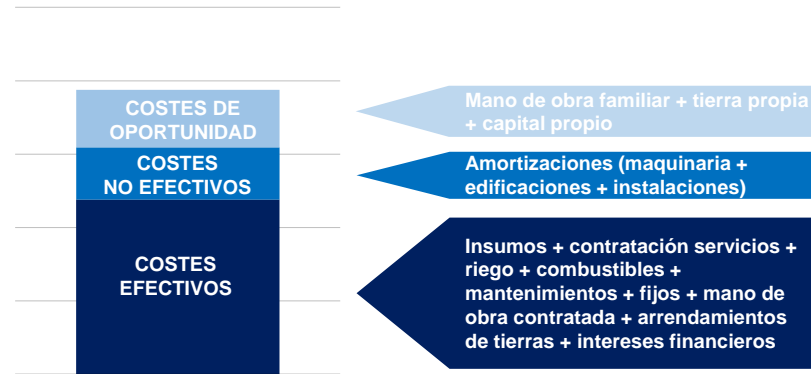 COSTES DE
OPORTUNIDAD
Mano de obra familiar + tierra propia
+ capital propio
COSTES
NO EFECTIVOS
Amortizaciones (maquinaria +
edificaciones + instalaciones)
COSTES
EFECTIVOS
Insumos + contratación servicios +
riego + combustibles +
mantenimientos + fijos + mano de
obra contratada + arrendamientos
de tierras + intereses financieros